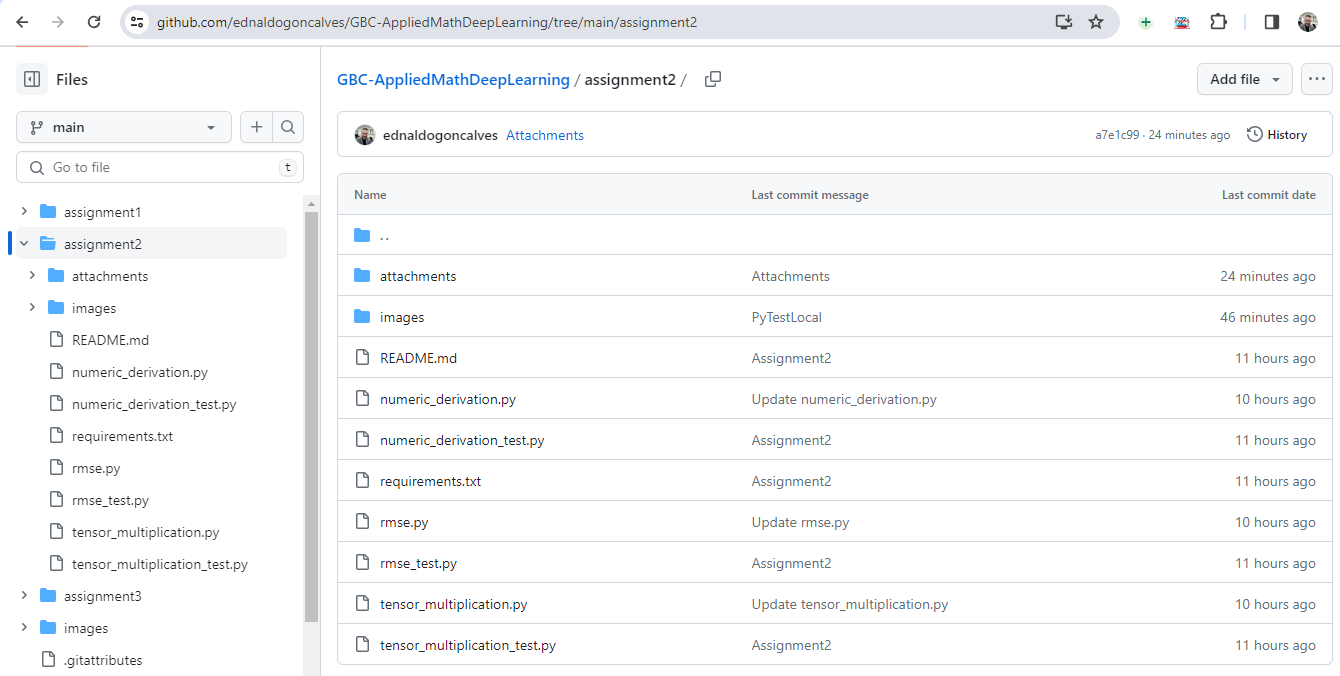 github.com/ednaldogoncalves/GBC-AppliedMathDeepLearning/tree/main/assignment2
Files
main
Go to file
t
assignment1
assignment2
attachments
images
README.md
numeric_derivation.py
numeric_derivation_test.py
requirements.txt
rmse.py
rmse_test.py
tensor_multiplication.py
tensor_multiplication_test.py
assignment3
images
.gitattributes
GBC-AppliedMathDeepLearning / assignment2 /
Add file
ednaldogoncalves Attachments a7e1c99 · 24 minutes ago History
Name Last commit message Last commit date
..
attachments Attachments 24 minutes ago
images PyTestLocal 46 minutes ago
README.md Assignment2 11 hours ago
numeric_derivation.py Update numeric_derivation.py 10 hours ago
numeric_derivation_test.py Assignment2 11 hours ago
requirements.txt Assignment2 11 hours ago
rmse.py Update rmse.py 10 hours ago
rmse_test.py Assignment2 11 hours ago
tensor_multiplication.py Update tensor_multiplication.py 10 hours ago
tensor_multiplication_test.py Assignment2 11 hours ago